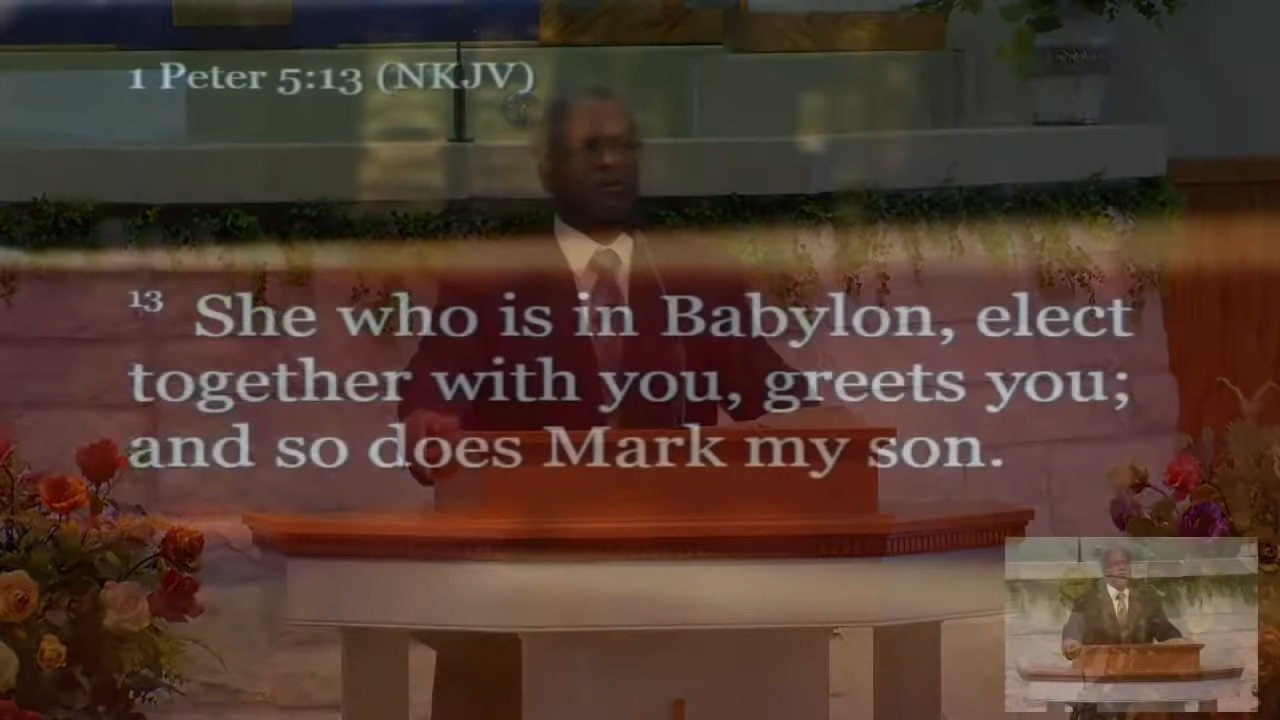 1 Peter 5:13 (NKJV)
13 She who is in Babylon, elect
together with you, greets you;
and so does Mark my son.